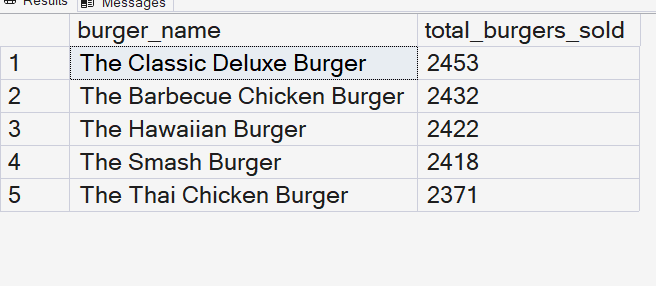 Results Messages
burger_name total_burgers_sold
1 The Classic Deluxe Burger 2453
2 The Barbecue Chicken Burger 2432
3 The Hawaiian Burger 2422
4 The Smash Burger 2418
5 The Thai Chicken Burger 2371